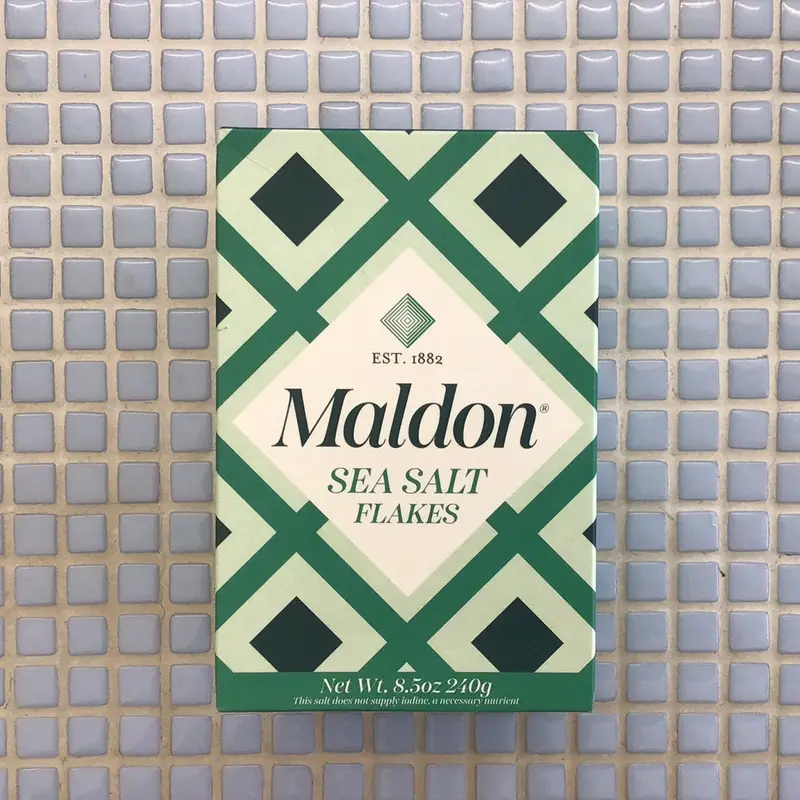 EST. 1882
Maldon®
SEA SALT
FLAKES
Net Wt. 8.5oz 240g
This salt does not supply iodine, a necessary nutrient